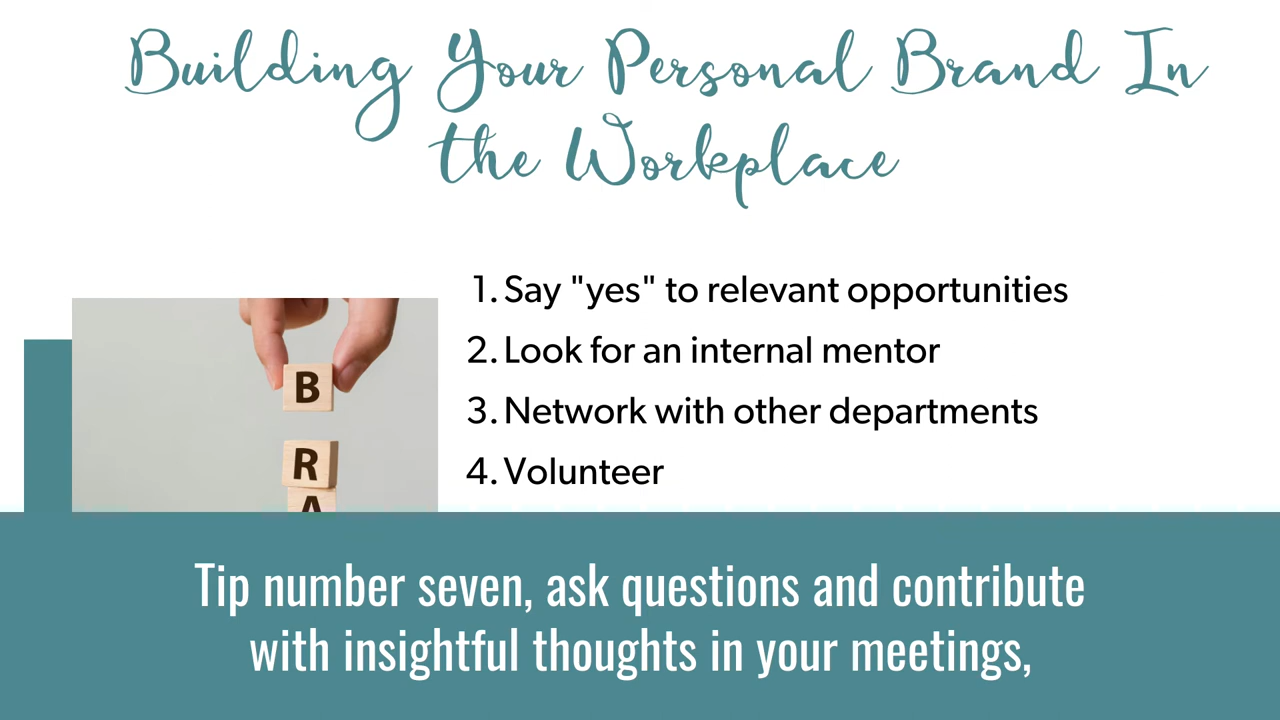 Building Your Personal Brand In
the Workplace
1. Say "yes" to relevant opportunities
2. Look for an internal mentor
3. Network with other departments
4. Volunteer
B
R
A
Tip number seven, ask questions and contribute
with insightful thoughts in your meetings,